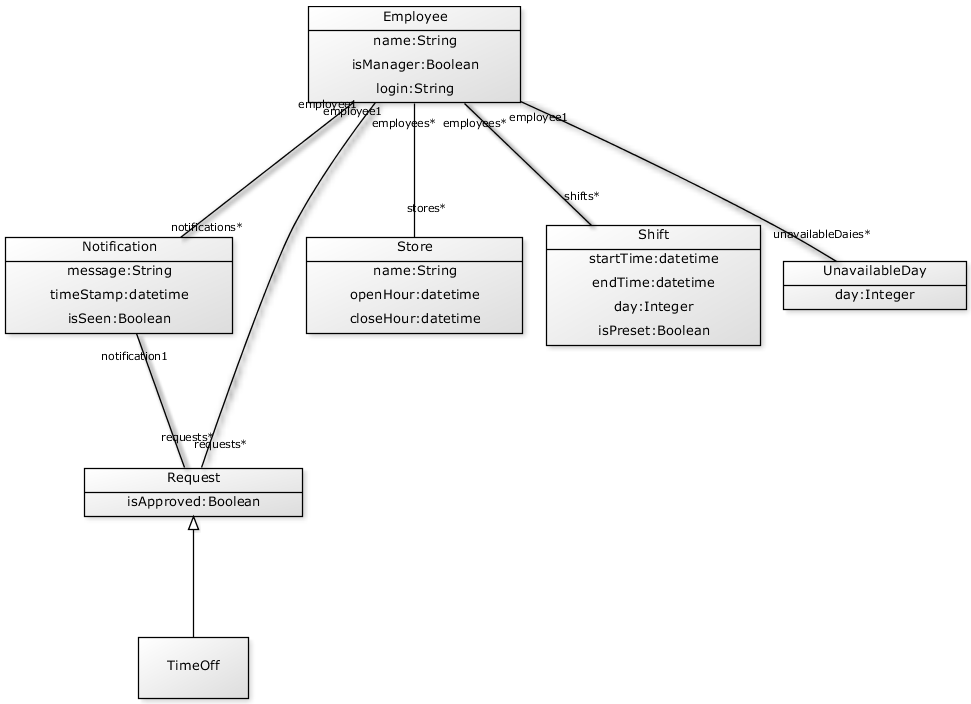 Employee
name:String
isManager:Boolean
login:String
employee1
employee1
employees*
employees*
employee1
notifications*
stores*
shifts*
unavailableDaies*
Notification
message:String
timeStamp:datetime
isSeen:Boolean
Store
name:String
openHour:datetime
closeHour:datetime
Shift
startTime:datetime
endTime:datetime
day:Integer
isPreset:Boolean
UnavailableDay
day:Integer
notification1
requests*
requests*
Request
isApproved:Boolean
TimeOff